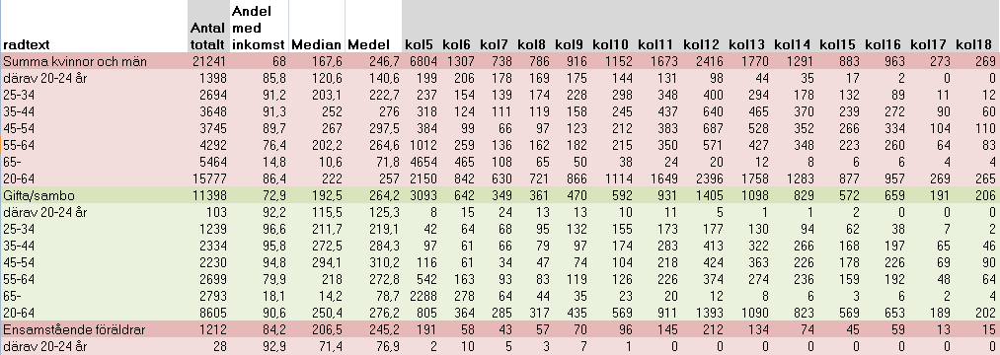 radtext Antal totalt Andel med inkomst Median Medel kol5 kol6 kol7 kol8 kol9 kol10 kol11 kol12 kol13 kol14 kol15 kol16 kol17 kol18
Summa kvinnor och män 21241 68 167,6 246,7 6804 1307 738 786 916 1152 1673 2416 1770 1291 883 963 273 269
därav 20-24 år 1398 85,8 120,6 140,6 199 206 178 169 175 144 131 98 44 35 17 2 0 0
25-34 2694 91,2 203,1 222,7 237 154 139 174 228 298 348 400 294 178 132 89 11 12
35-44 3648 91,3 252 276 318 124 111 119 158 245 437 640 465 370 239 272 90 60
45-54 3745 89,7 267 297,5 384 99 66 97 123 212 383 687 528 352 266 334 104 110
55-64 4292 76,4 202,2 264,6 1012 259 136 162 182 215 350 571 427 348 223 260 64 83
65- 5464 14,8 10,6 71,8 4654 465 108 65 50 38 24 20 12 8 6 6 4 4
20-64 15777 86,4 222 257 2150 842 630 721 866 1114 1649 2396 1758 1283 877 957 269 265
Gifta/sambo 11398 72,9 192,5 264,2 3093 642 349 361 470 592 931 1405 1098 829 572 659 191 206
därav 20-24 år 103 92,2 115,5 125,3 8 15 24 13 13 10 11 5 1 1 2 0 0 0
25-34 1239 96,6 211,7 219,1 42 64 68 95 132 155 173 177 130 94 62 38 7 2
35-44 2334 95,8 272,5 284,3 97 61 66 79 97 174 283 413 322 266 168 197 65 46
45-54 2230 94,8 294,1 310,2 116 61 34 47 74 104 218 424 363 226 178 226 69 90
55-64 2699 79,9 218 272,8 542 163 93 83 119 126 226 374 274 236 159 192 48 64
65- 2793 18,1 14,2 78,7 2288 278 64 44 35 23 20 12 8 6 3 6 2 4
20-64 8605 90,6 250,4 276,2 805 364 285 317 435 569 911 1393 1090 823 569 653 189 202
Ensamstående föräldrar 1212 84,2 206,5 245,2 191 58 43 57 70 96 145 212 134 74 45 59 13 15
därav 20-24 år 28 92,9 71,4 76,9 2 10 5 3 7 1 0 0 0 0 0 0 0 0